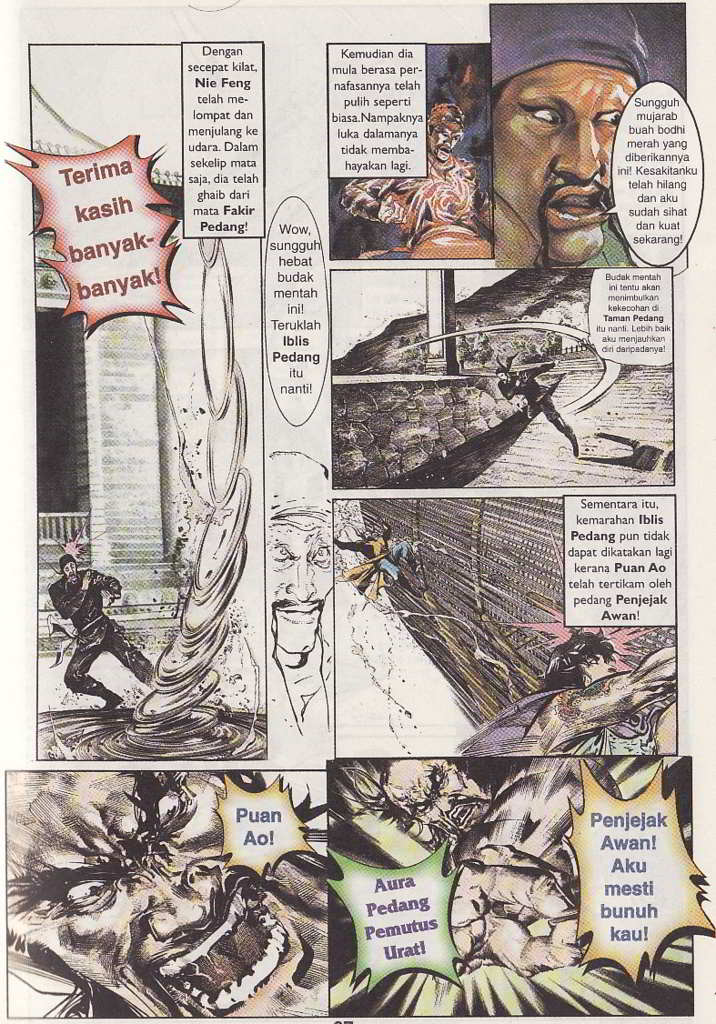 Dengan
secepat kilat,
Nie Feng
telah me-
lompat dan
menjulang ke
udara. Dalam
sekelip mata
saja, dia telah
ghaib dari
mata Fakir
Pedang!
Terima
kasih
banyak-
banyak!
Wow,
sungguh
hebat
budak
mentah
ini!
Teruklah
Iblis
Pedang
itu
nanti!
Kemudian dia
mula berasa per-
nafasannya telah
pulih seperti
biasa.Nampaknya
luka dalamana
tidak memba-
hayakan lagi.
Sungguh
mujarab
buah bodhi
merah yang
diberikannya
ini! Kesakitanku
telah hilang
dan aku
sudah sihat
dan kuat
sekarang!
Budak mentah
ini tentu akan
menimbulkan
kekecohan di
Taman Pedang
itu nanti. Lebih baik
aku menjauhkan
diri daripadanya!
Sementara itu,
kemarahan Iblis
Pedang pun tidak
dapat dikatakan lagi
kerana Puan Ao
telah tertikam oleh
pedang Penjejak
Awan!
Puan
Ao!
Aura
Pedang
Pemutus
Urat!
Penjejak
Awan!
Aku
mesti
bunuh
kau!